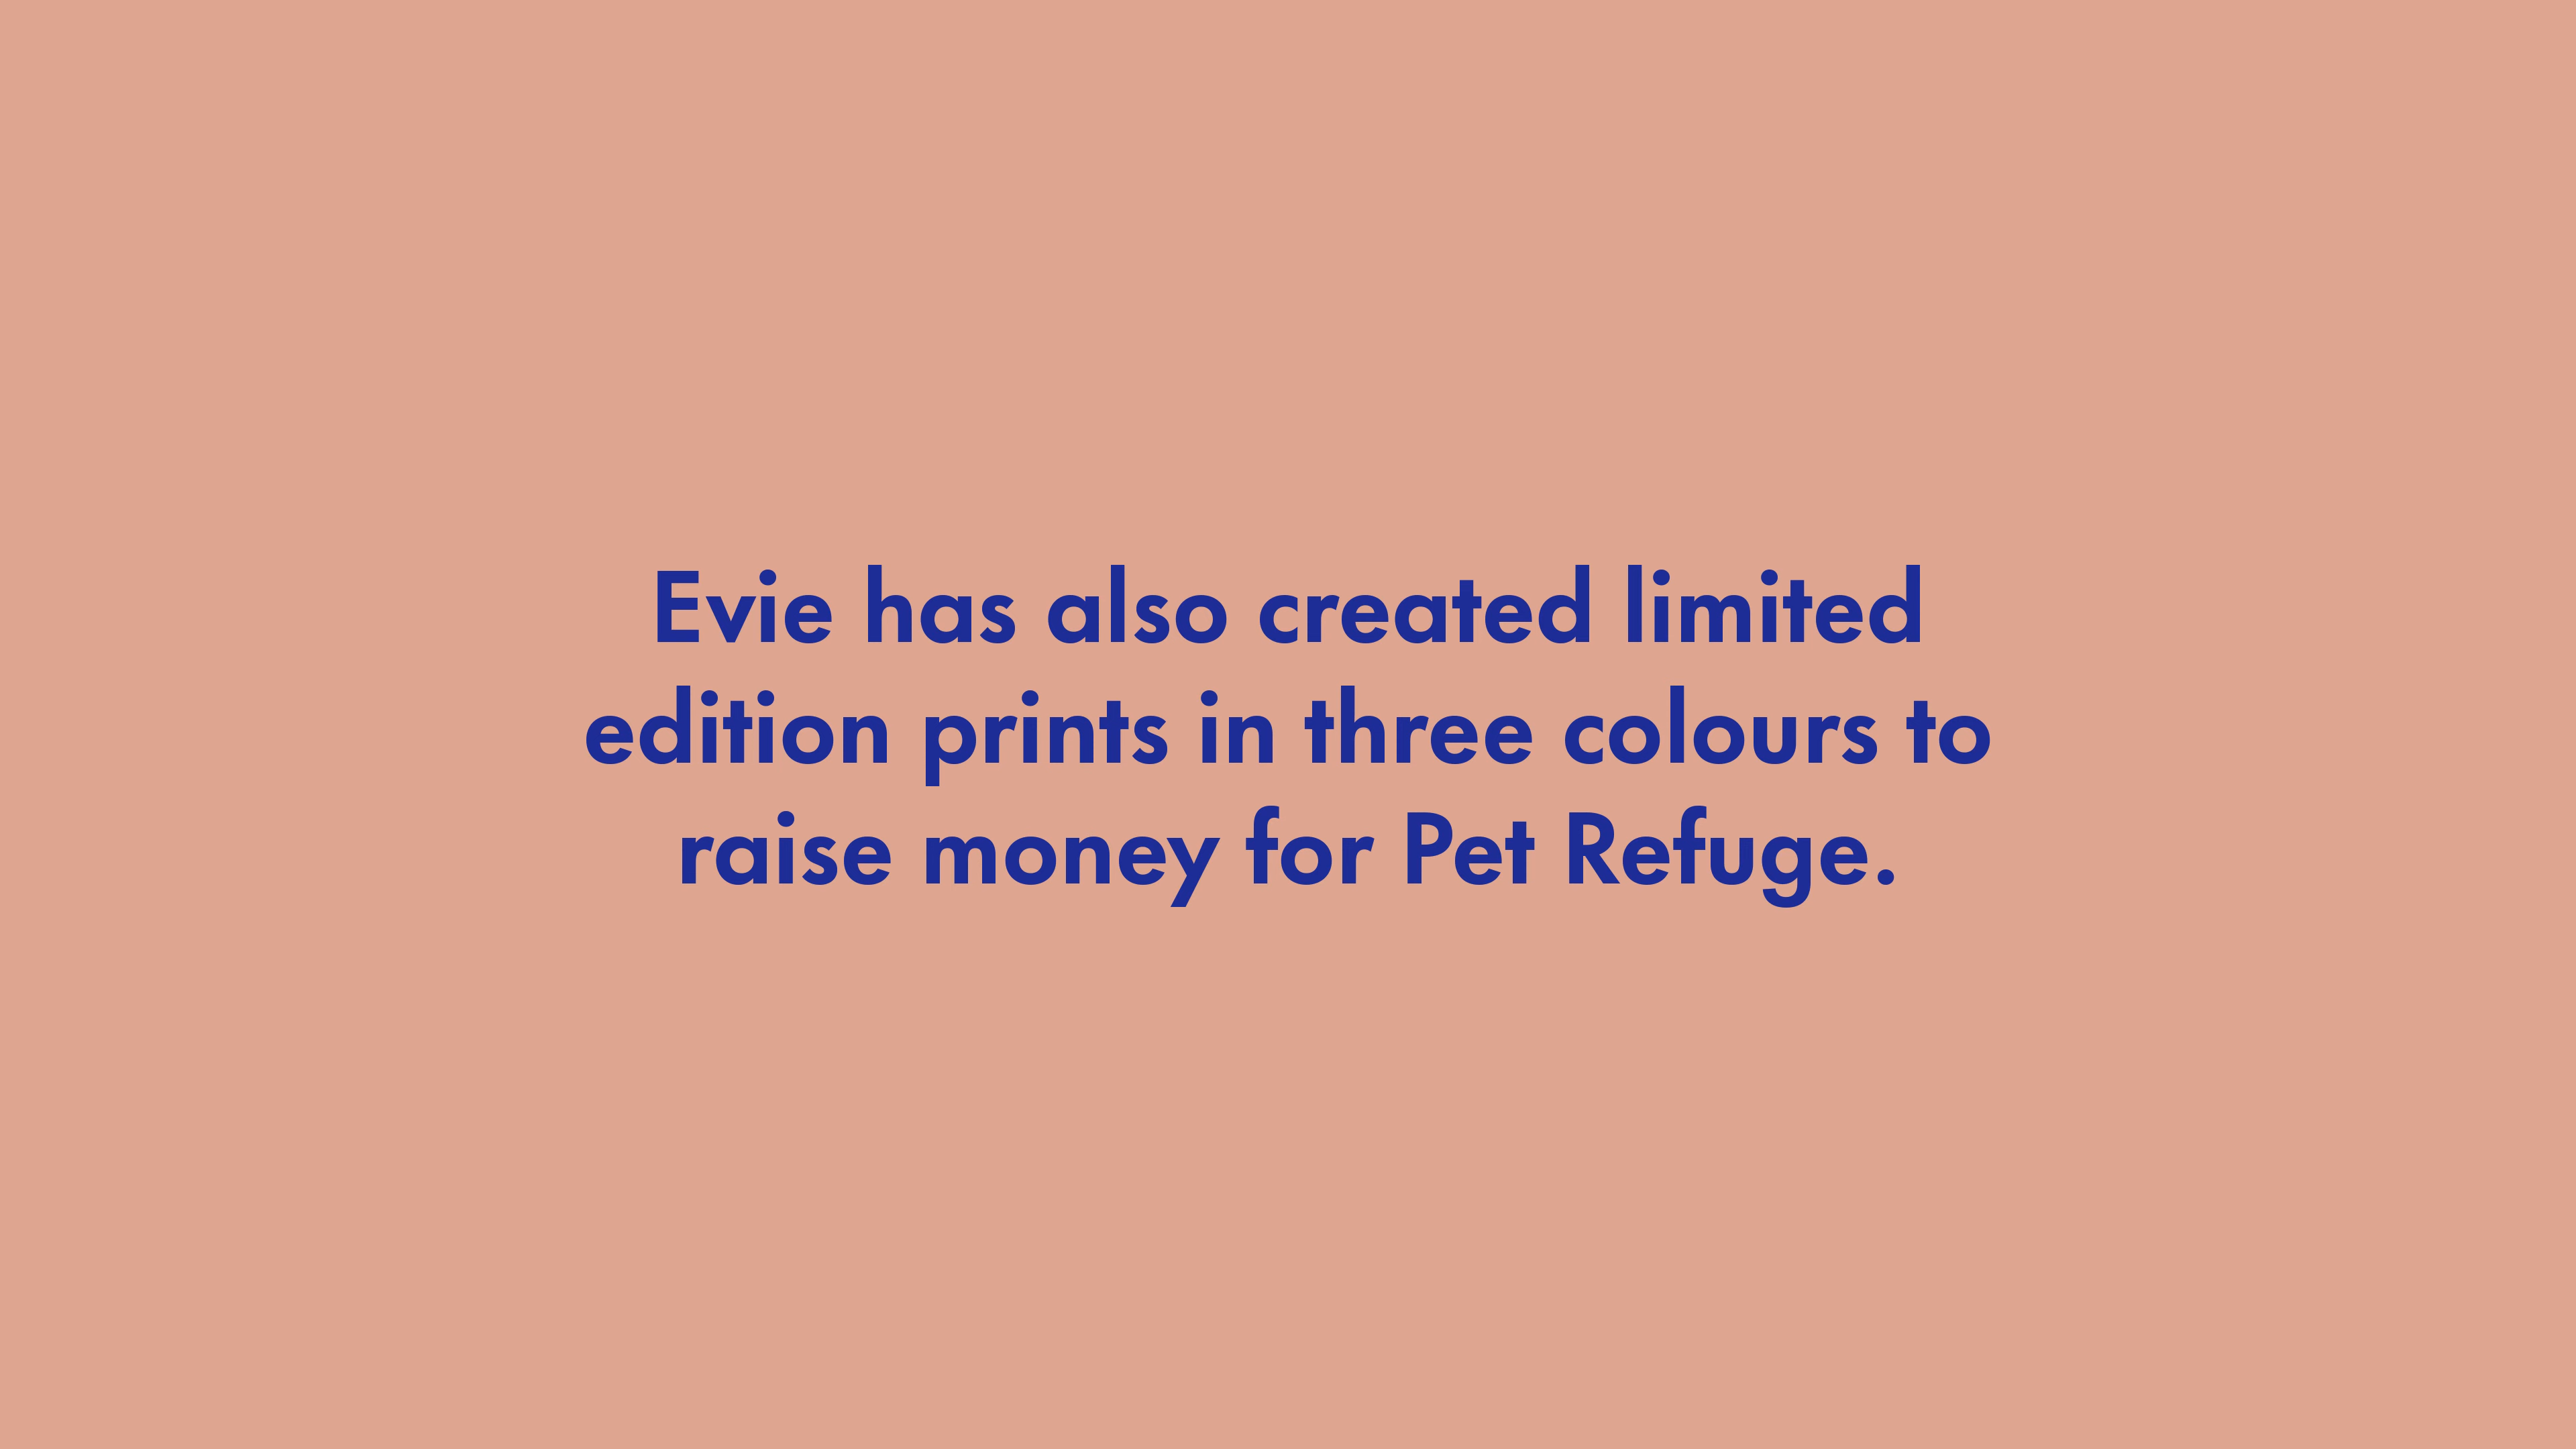 Evie has also created limited
edition prints in three colours to
raise money for Pet Refuge.